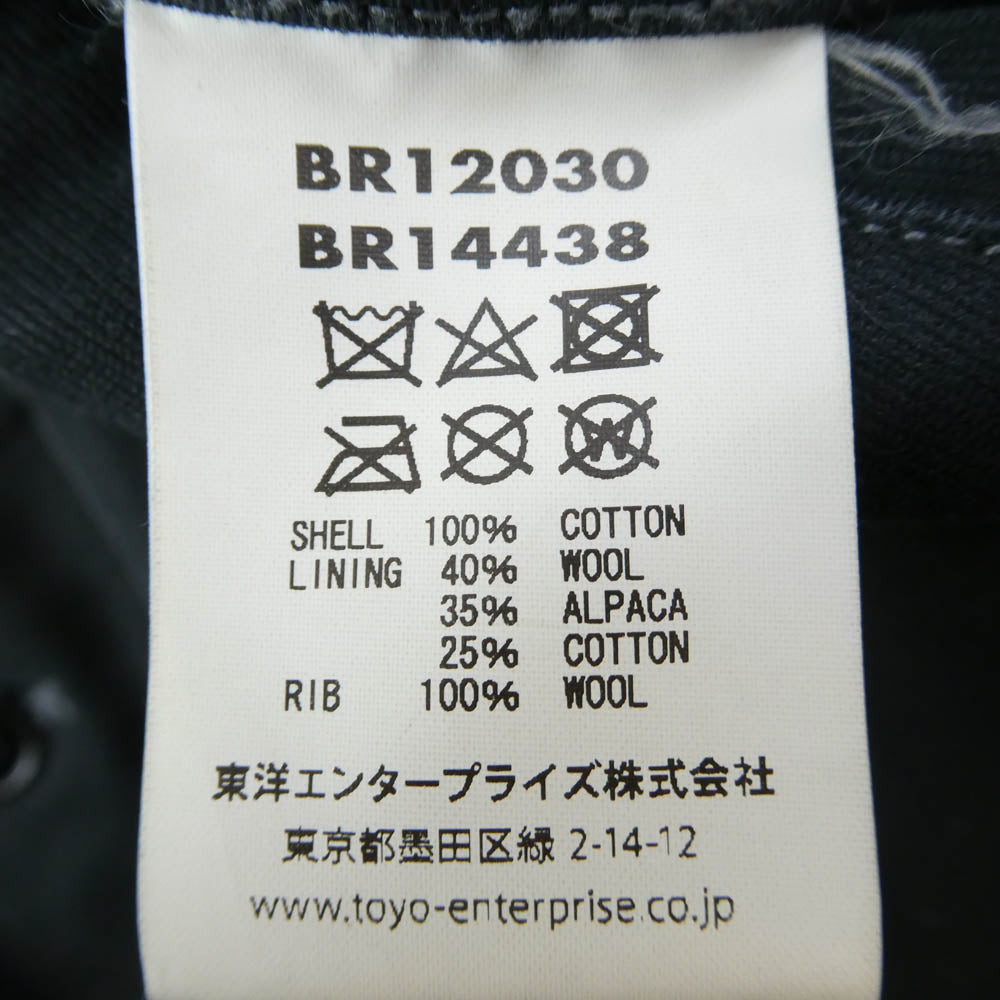 BR12030
BR14438
W
SHELL 100% COTTON
LINING 40% WOOL
35% ALPACA
25% COTTON
RIB 100% WOOL
東洋エンタープライズ株式会社
東京都墨田区緑 2-14-12
www.toyo-enterprise.co.jp